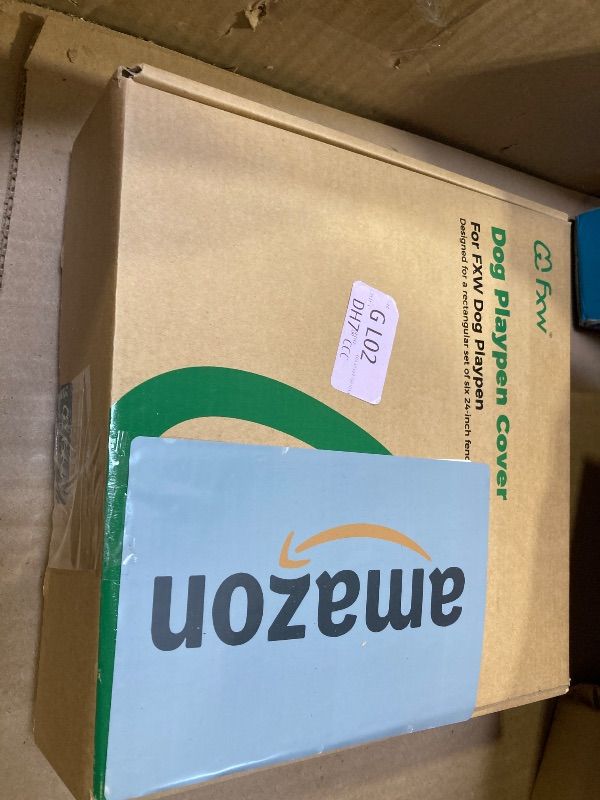 FXW
Dog Playpen Cover
For FXW Dog Playpen
Designed for a rectangular set of six 24-inch
GL02
DH7 CCC
amazon